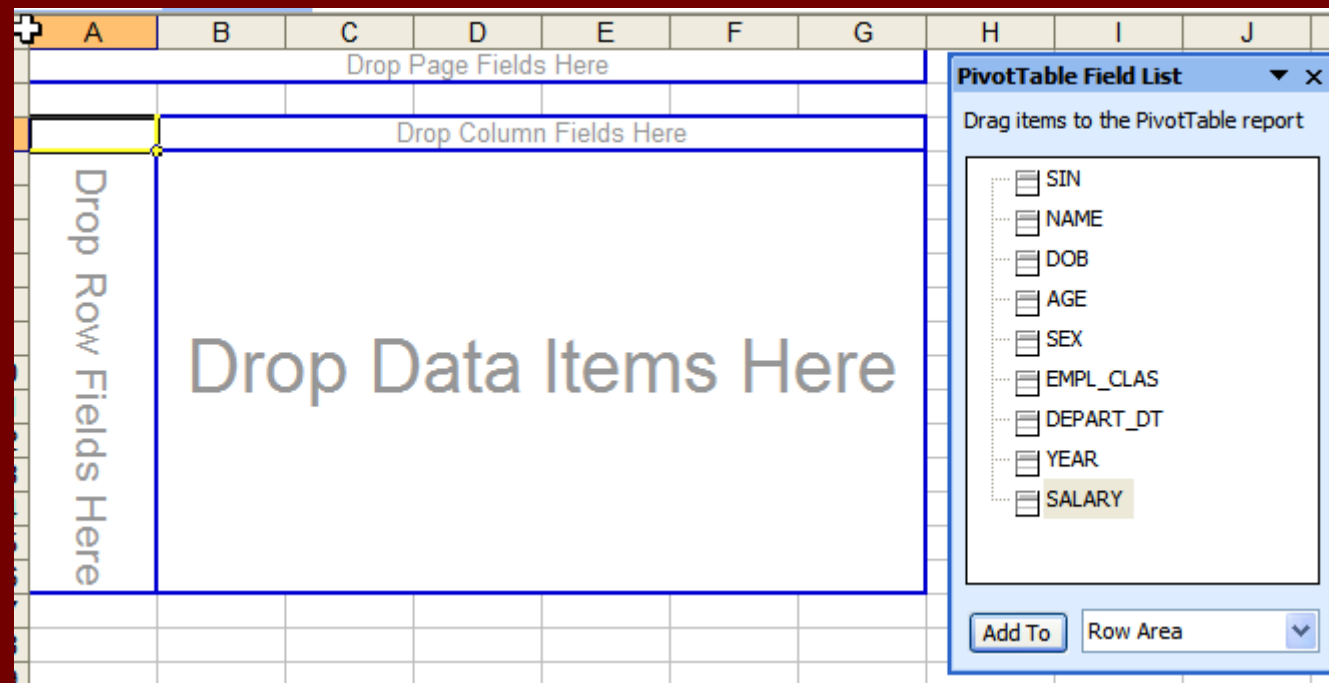 A B C D E F G H I J
Drop Page Fields Here
PivotTable Field List
Drag items to the PivotTable report
Drop Column Fields Here
Drop Row Fields Here
Drop Data Items Here
SIN
NAME
DOB
AGE
SEX
EMPL_CLAS
DEPART_DT
YEAR
SALARY
Add To
Row Area